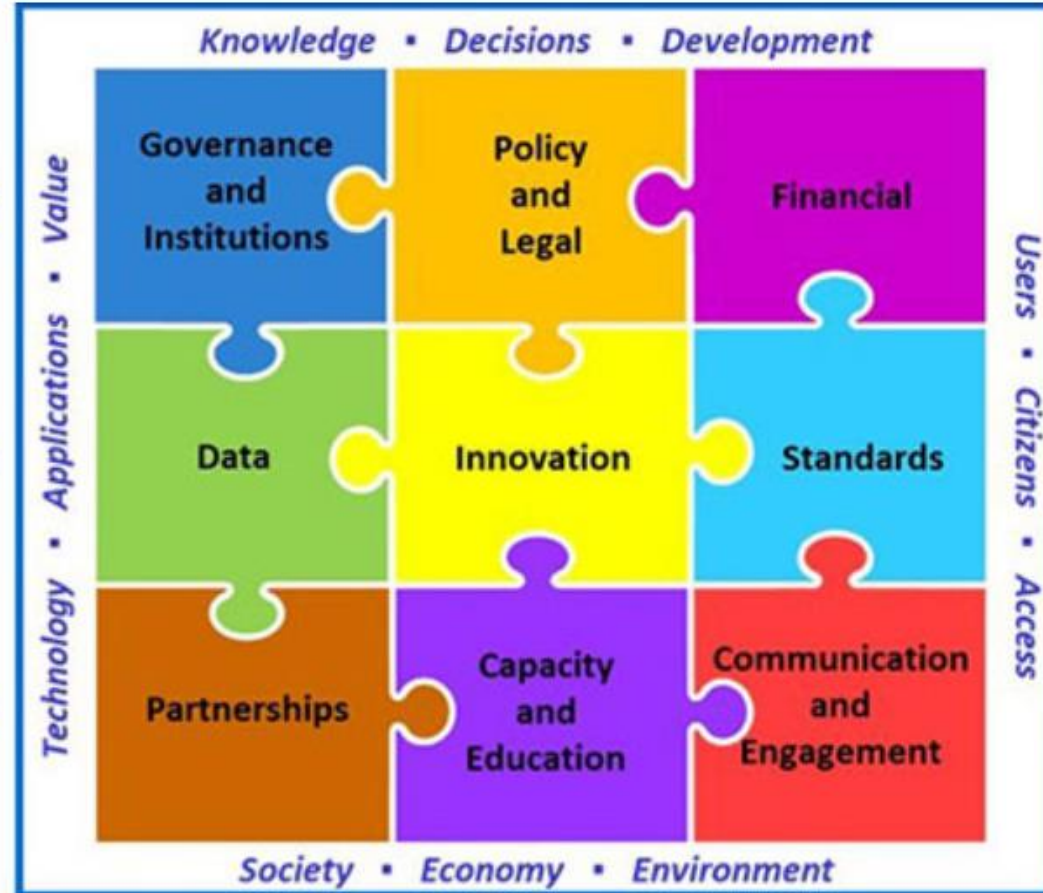 Knowledge ▪ Decisions ▪ Development
Technology ▪ Applications ▪ Value
Governance
and
Institutions
Policy
and
Legal
Financial
Users ▪ Citizens ▪ Access
Data
Innovation
Standards
Partnerships
Capacity
and
Education
Communication
and
Engagement
Society ▪ Economy ▪ Environment